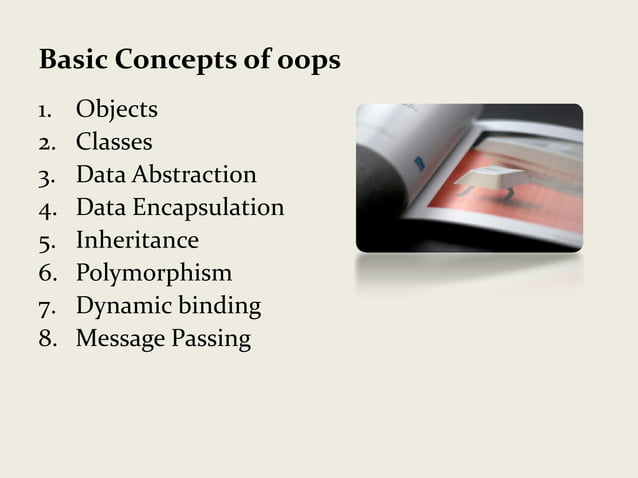 Basic Concepts of oops
1. Objects
2. Classes
3. Data Abstraction
4. Data Encapsulation
5. Inheritance
6. Polymorphism
7. Dynamic binding
8. Message Passing